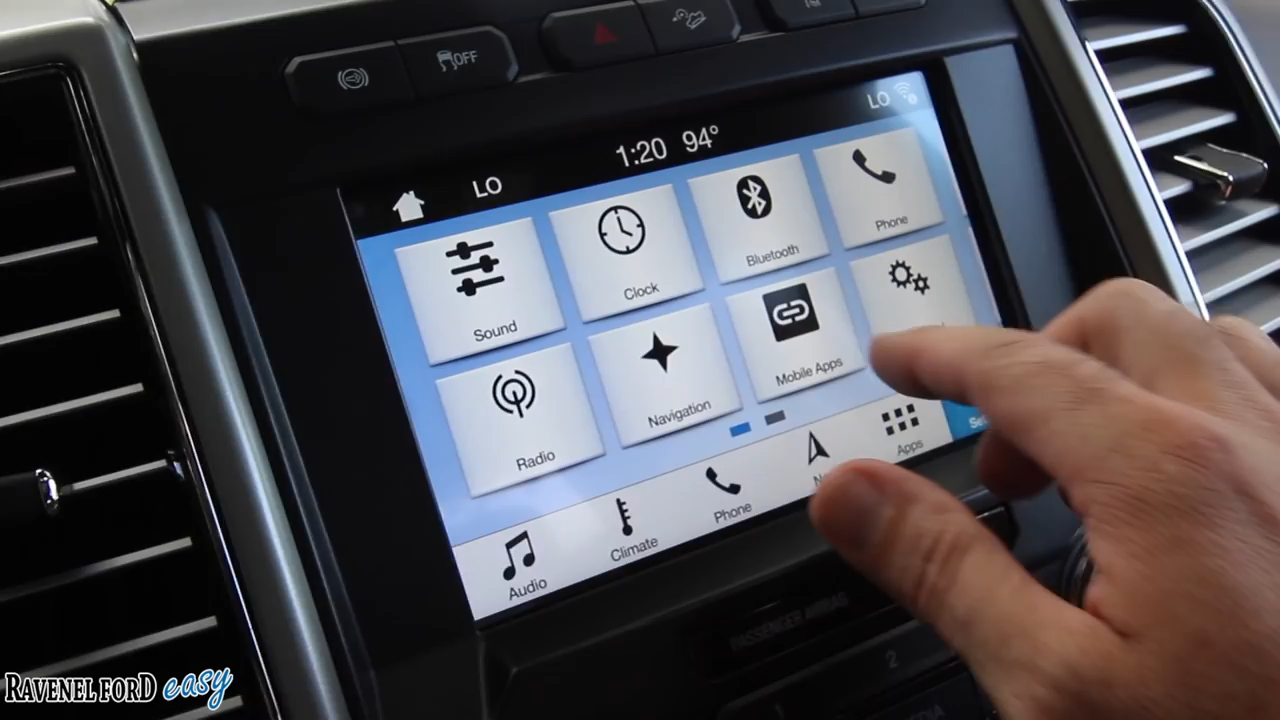 OFF
LO
1:20 94°
LO
Sound
Clock
Bluetooth
Phone
Radio
Navigation
Mobile Apps
Audio
Climate
Phone
Apps
PASSENGER AIRBAG
2
RAVENEL FORD easy